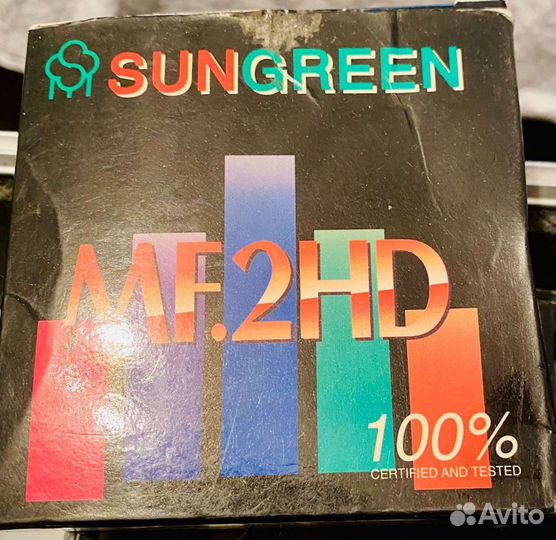 SUNGREEN
MF.2HD
100%
CERTIFIED AND TESTED
Avito